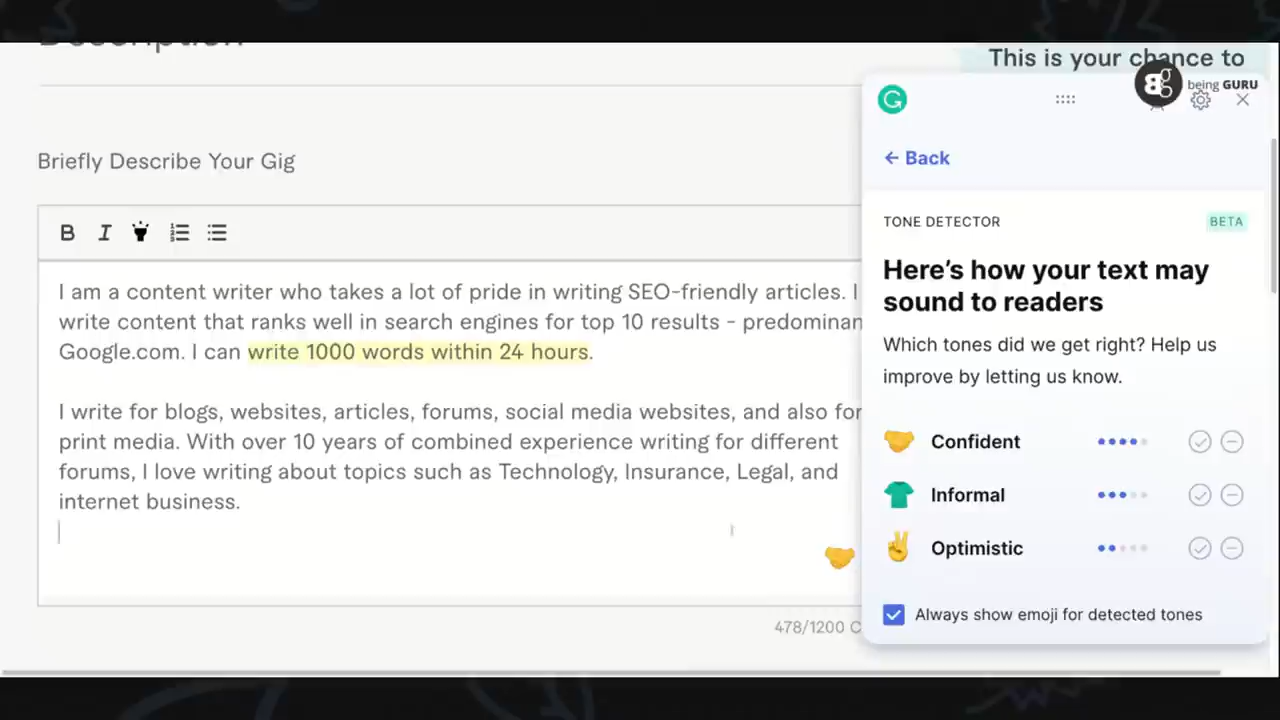 Description
This is your chance to
being GURU
Briefly Describe Your Gig
← Back
TONE DETECTOR
BETA
Here's how your text may
sound to readers
Which tones did we get right? Help us
improve by letting us know.
Confident
Informal
Optimistic
Always show emoji for detected tones
B I
I am a content writer who takes a lot of pride in writing SEO-friendly articles. I
write content that ranks well in search engines for top 10 results - predominan
Google.com. I can write 1000 words within 24 hours.
I write for blogs, websites, articles, forums, social media websites, and also for
print media. With over 10 years of combined experience writing for different
forums, I love writing about topics such as Technology, Insurance, Legal, and
internet business.
478/1200 C